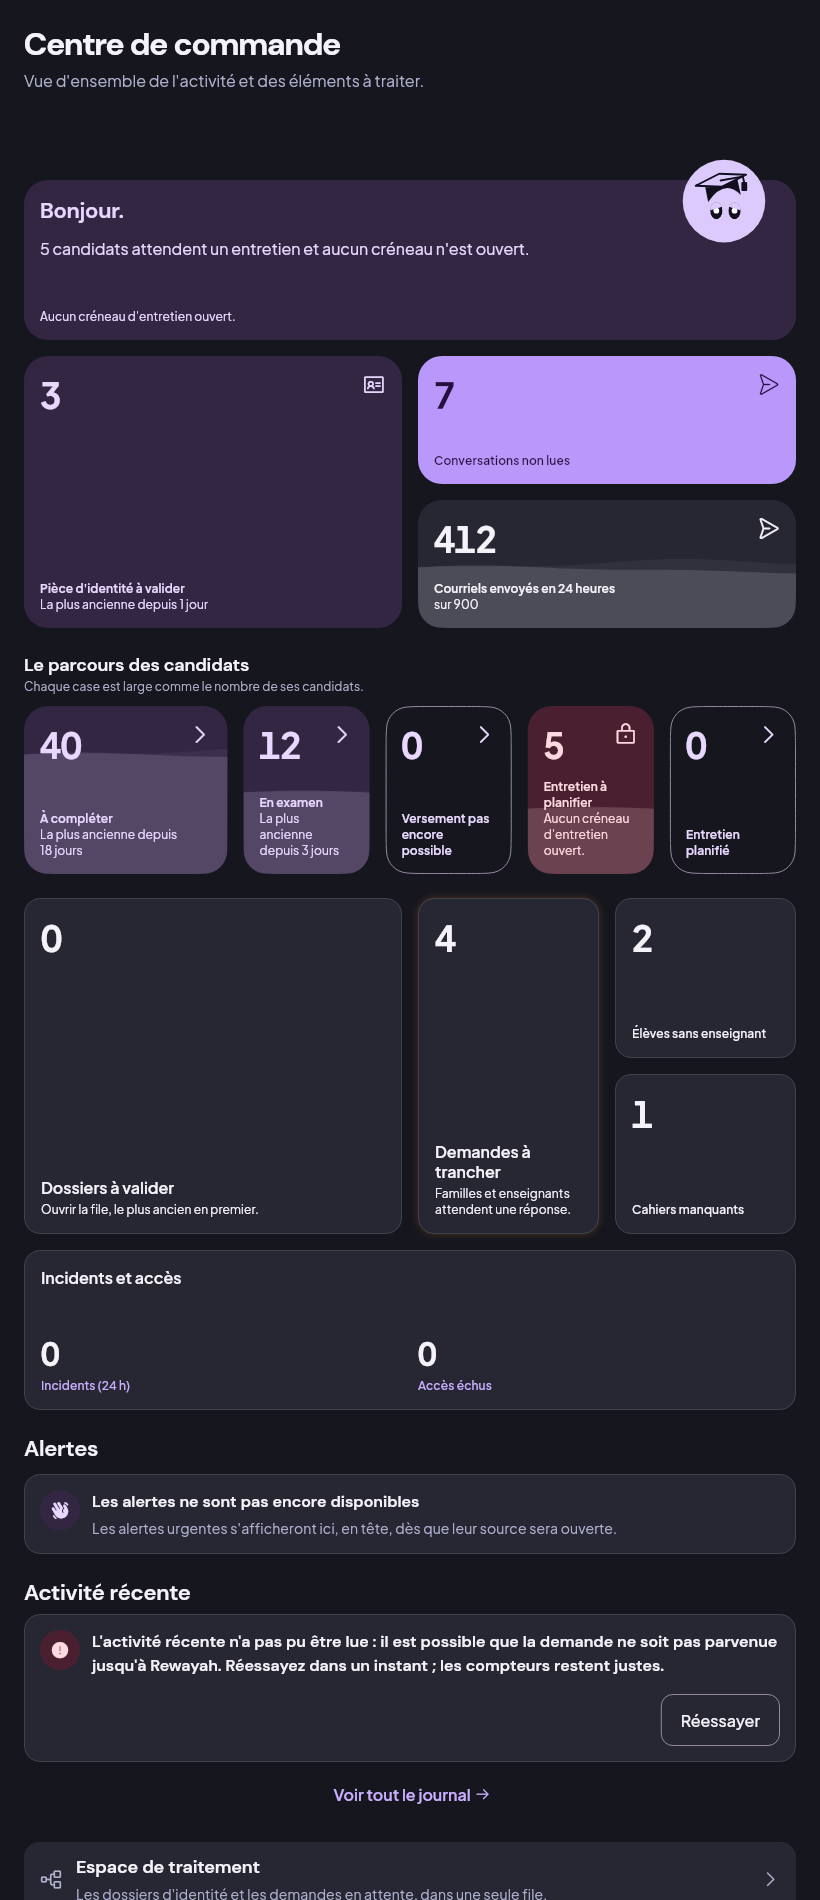 Centre de commande
Vue d'ensemble de l'activité et des éléments à traiter.
Bonjour.
5 candidats attendent un entretien et aucun créneau n'est ouvert.
Aucun créneau d'entretien ouvert.
3
Pièce d'identité à valider
La plus ancienne depuis 1 jour
7
Conversations non lues
412
Courriels envoyés en 24 heures
sur 900
Le parcours des candidats
Chaque case est large comme le nombre de ses candidats.
40
À compléter
La plus ancienne depuis
18 jours
12
En examen
La plus
ancienne
depuis 3 jours
0
Versement pas
encore
possible
5
Entretien à
planifier
Aucun créneau
d'entretien
ouvert.
0
Entretien
planifié
0
Dossiers à valider
Ouvrir la file, le plus ancien en premier.
4
Demandes à
trancher
Familles et enseignants
attendent une réponse.
2
Élèves sans enseignant
1
Cahiers manquants
Incidents et accès
0
Incidents (24 h)
0
Accès échus
Alertes
Les alertes ne sont pas encore disponibles
Les alertes urgentes s'afficheront ici, en tête, dès que leur source sera ouverte.
Activité récente
L'activité récente n'a pas pu être lue : il est possible que la demande ne soit pas parvenue
jusqu'à Rewayah. Réessayez dans un instant ; les compteurs restent justes.
Réessayer
Voir tout le journal →
Espace de traitement
Les dossiers d'identité et les demandes en attente, dans une seule file.